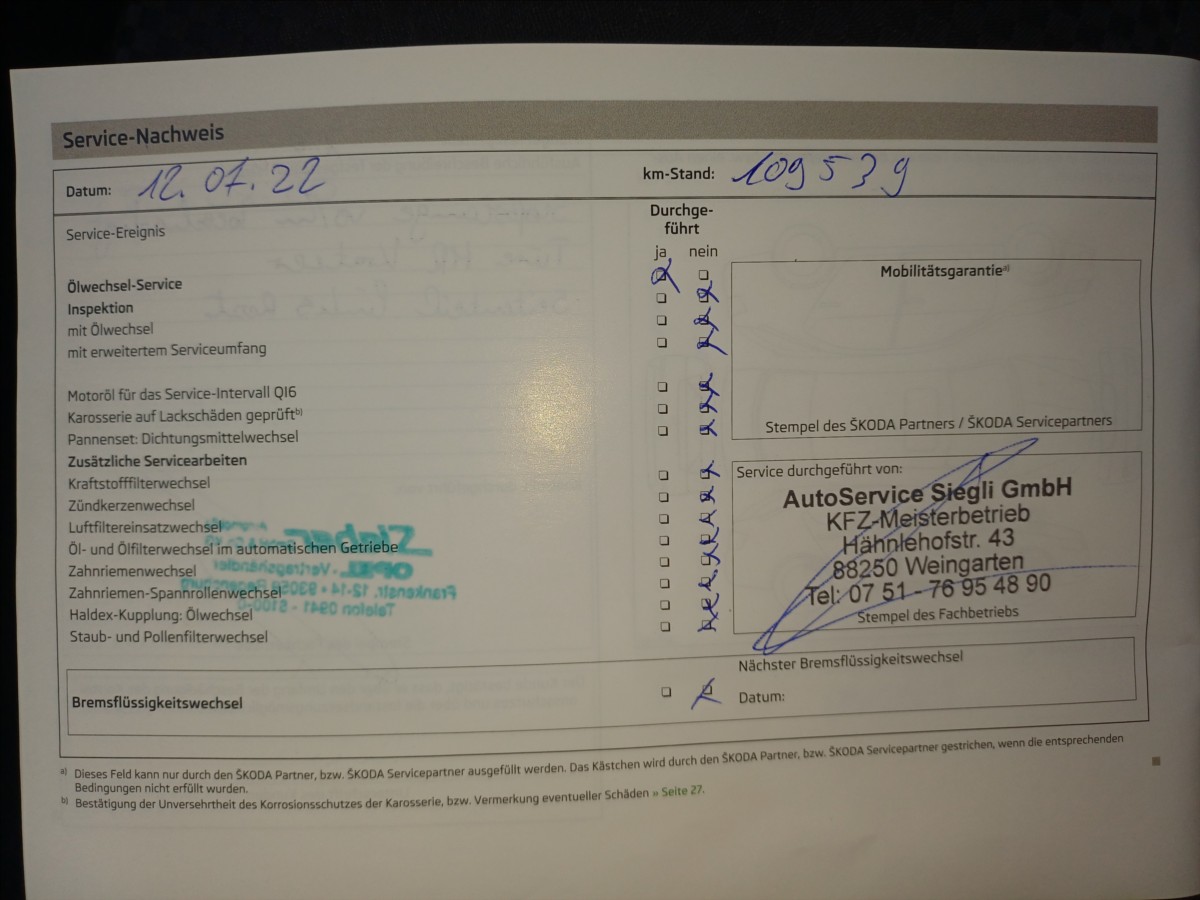 Service-Nachweis
Datum: 12.01.22 km-Stand: 109539
Service-Ereignis
Durchge-
führt
ja nein
Ölwechsel-Service
Inspektion
mit Ölwechsel
mit erweitertem Serviceumfang
Motoröl für das Service-Intervall QI6
Karosserie auf Lackschäden geprüft b)
Pannenset: Dichtungsmittelwechsel
Zusätzliche Servicearbeiten
Kraftstofffilterwechsel
Zündkerzenwechsel
Luftfiltereinsatzwechsel
Öl- und Ölfilterwechsel im automatischen Getriebe
Zahnriemenwechsel
Zahnriemen-Spannrollenwechsel
Haldex-Kupplung: Ölwechsel
Staub- und Pollenfilterwechsel
Mobilitätsgarantie a)
Stempel des ŠKODA Partners / ŠKODA Servicepartners
Service durchgeführt von:
AutoService Siegli GmbH
KFZ-Meisterbetrieb
Hähnlehofstr. 43
88250 Weingarten
Tel: 07 51 - 76 95 48 90
Stempel des Fachbetriebs
Bremsflüssigkeitswechsel
Nächster Bremsflüssigkeitswechsel
Datum:
a) Dieses Feld kann nur durch den ŠKODA Partner, bzw. ŠKODA Servicepartner ausgefüllt werden. Das Kästchen wird durch den ŠKODA Partner, bzw. ŠKODA Servicepartner gestrichen, wenn die entsprechenden
Bedingungen nicht erfüllt wurden.
b) Bestätigung der Unversehrtheit des Korrosionsschutzes der Karosserie, bzw. Vermerkung eventueller Schäden » Seite 27.